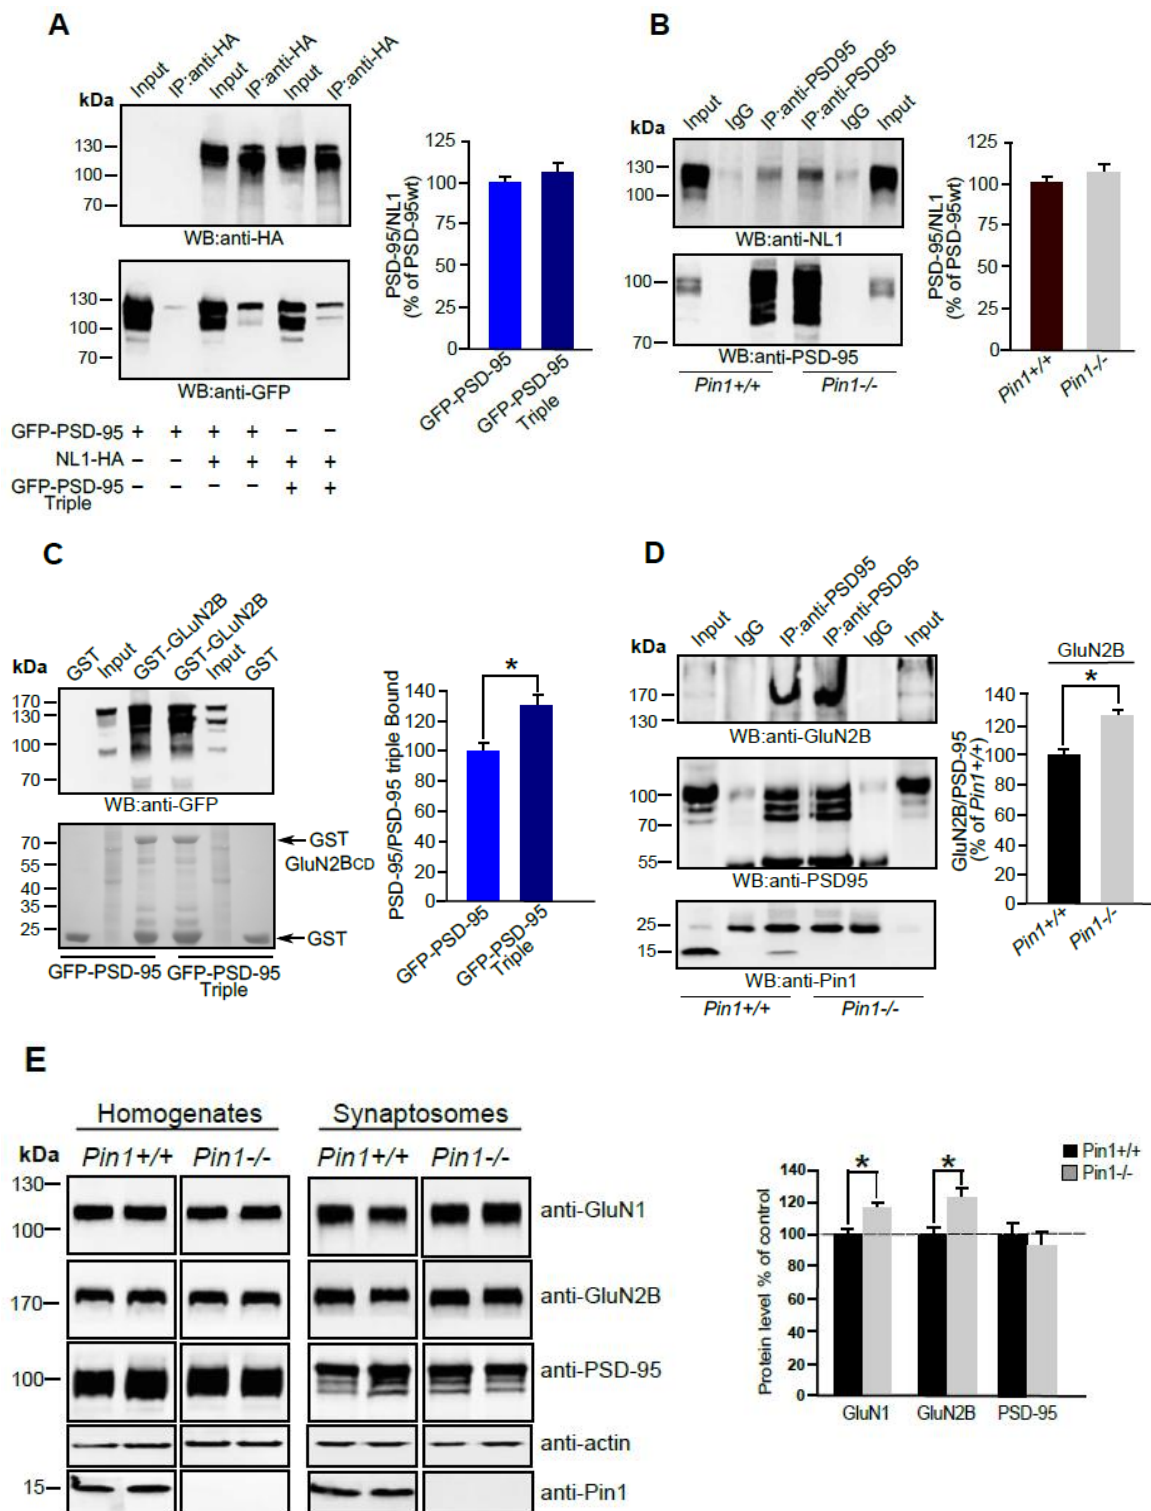 A
Input
IP:anti-HA
Input
IP:anti-HA
Input
IP:anti-HA
kDa
130
100
70
WB:anti-HA
130
100
70
WB:anti-GFP
GFP-PSD-95 + + + + – –
NL1-HA – – + + + +
GFP-PSD-95 – – – – + +
Triple
PSD-95/NL1
(% of PSD-95wt)
125
100
75
50
25
0
GFP-PSD-95
GFP-PSD-95
Triple
B
Input
IgG
IP:anti-PSD95
IP:anti-PSD95
IgG
Input
kDa
130
100
WB:anti-NL1
100
70
WB:anti-PSD-95
Pin1+/+
Pin1-/-
PSD-95/NL1
(% of PSD-95wt)
125
100
75
50
25
0
Pin1+/+
Pin1-/-
C
GST
Input
GST-GLuN2B
GST-GLuN2B
Input
GST
kDa
170
130
100
70
WB:anti-GFP
70
55
40
35
25
GST
GluN2BCD
GST
GFP-PSD-95
GFP-PSD-95
Triple
PSD-95/PSD-95 triple Bound
140
120
100
80
60
40
20
0
*
GFP-PSD-95
GFP-PSD-95
Triple
D
Input
IgG
IP:anti-PSD95
IP:anti-PSD95
IgG
Input
kDa
170
130
WB:anti-GluN2B
100
70
55
WB:anti-PSD95
25
15
WB:anti-Pin1
Pin1+/+
Pin1-/-
GluN2B
*
GluN2B/PSD-95
(% of Pin1+/+)
140
120
100
80
60
40
20
0
Pin1+/+
Pin1-/-
E
Homogenates
Synaptosomes
kDa
Pin1+/+
Pin1-/-
Pin1+/+
Pin1-/-
130
100
anti-GluN1
170
anti-GluN2B
100
anti-PSD-95
anti-actin
15
anti-Pin1
Pin1+/+
Pin1-/-
Protein level % of control
140
120
100
80
60
40
20
0
*
*
GluN1
GluN2B
PSD-95